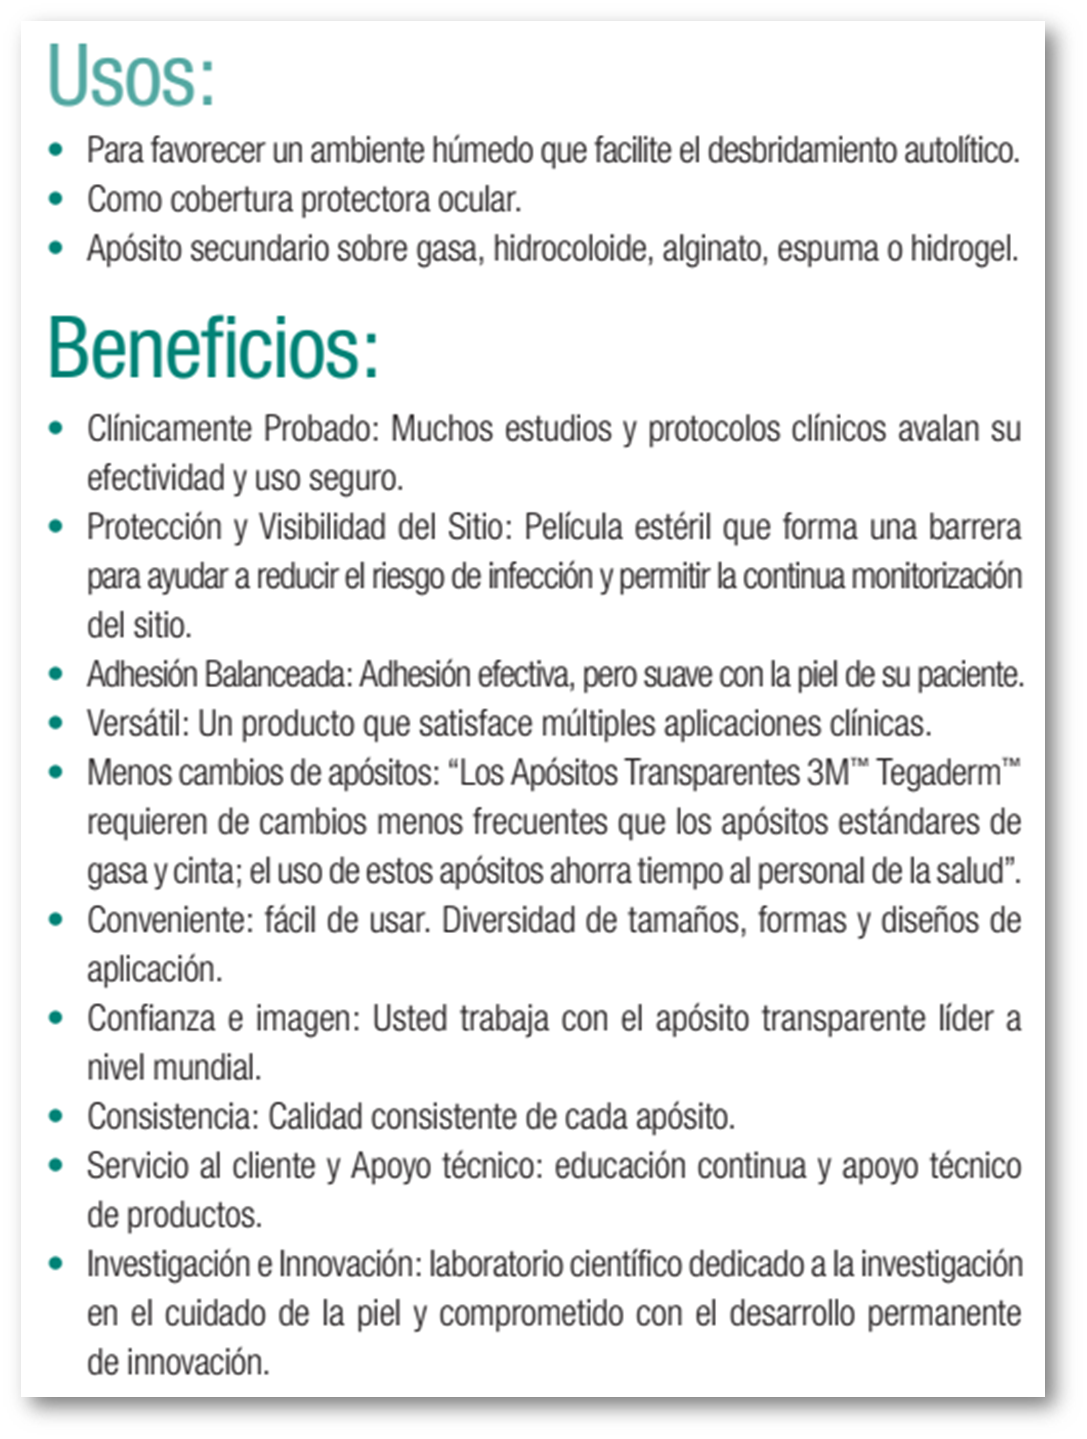 Usos:
• Para favorecer un ambiente húmedo que facilite el desbridamiento autolítico.
• Como cobertura protectora ocular.
• Apósito secundario sobre gasa, hidrocoloide, alginato, espuma o hidrogel.
Beneficios:
• Clínicamente Probado: Muchos estudios y protocolos clínicos avalan su
efectividad y uso seguro.
• Protección y Visibilidad del Sitio: Película estéril que forma una barrera
para ayudar a reducir el riesgo de infección y permitir la continua monitorización
del sitio.
• Adhesión Balanceada: Adhesión efectiva, pero suave con la piel de su paciente.
• Versátil: Un producto que satisface múltiples aplicaciones clínicas.
• Menos cambios de apósitos: “Los Apósitos Transparentes 3M™ Tegaderm™
requieren de cambios menos frecuentes que los apósitos estándares de
gasa y cinta; el uso de estos apósitos ahorra tiempo al personal de la salud”.
• Conveniente: fácil de usar. Diversidad de tamaños, formas y diseños de
aplicación.
• Confianza e imagen: Usted trabaja con el apósito transparente líder a
nivel mundial.
• Consistencia: Calidad consistente de cada apósito.
• Servicio al cliente y Apoyo técnico: educación continua y apoyo técnico
de productos.
• Investigación e Innovación: laboratorio científico dedicado a la investigación
en el cuidado de la piel y comprometido con el desarrollo permanente
de innovación.